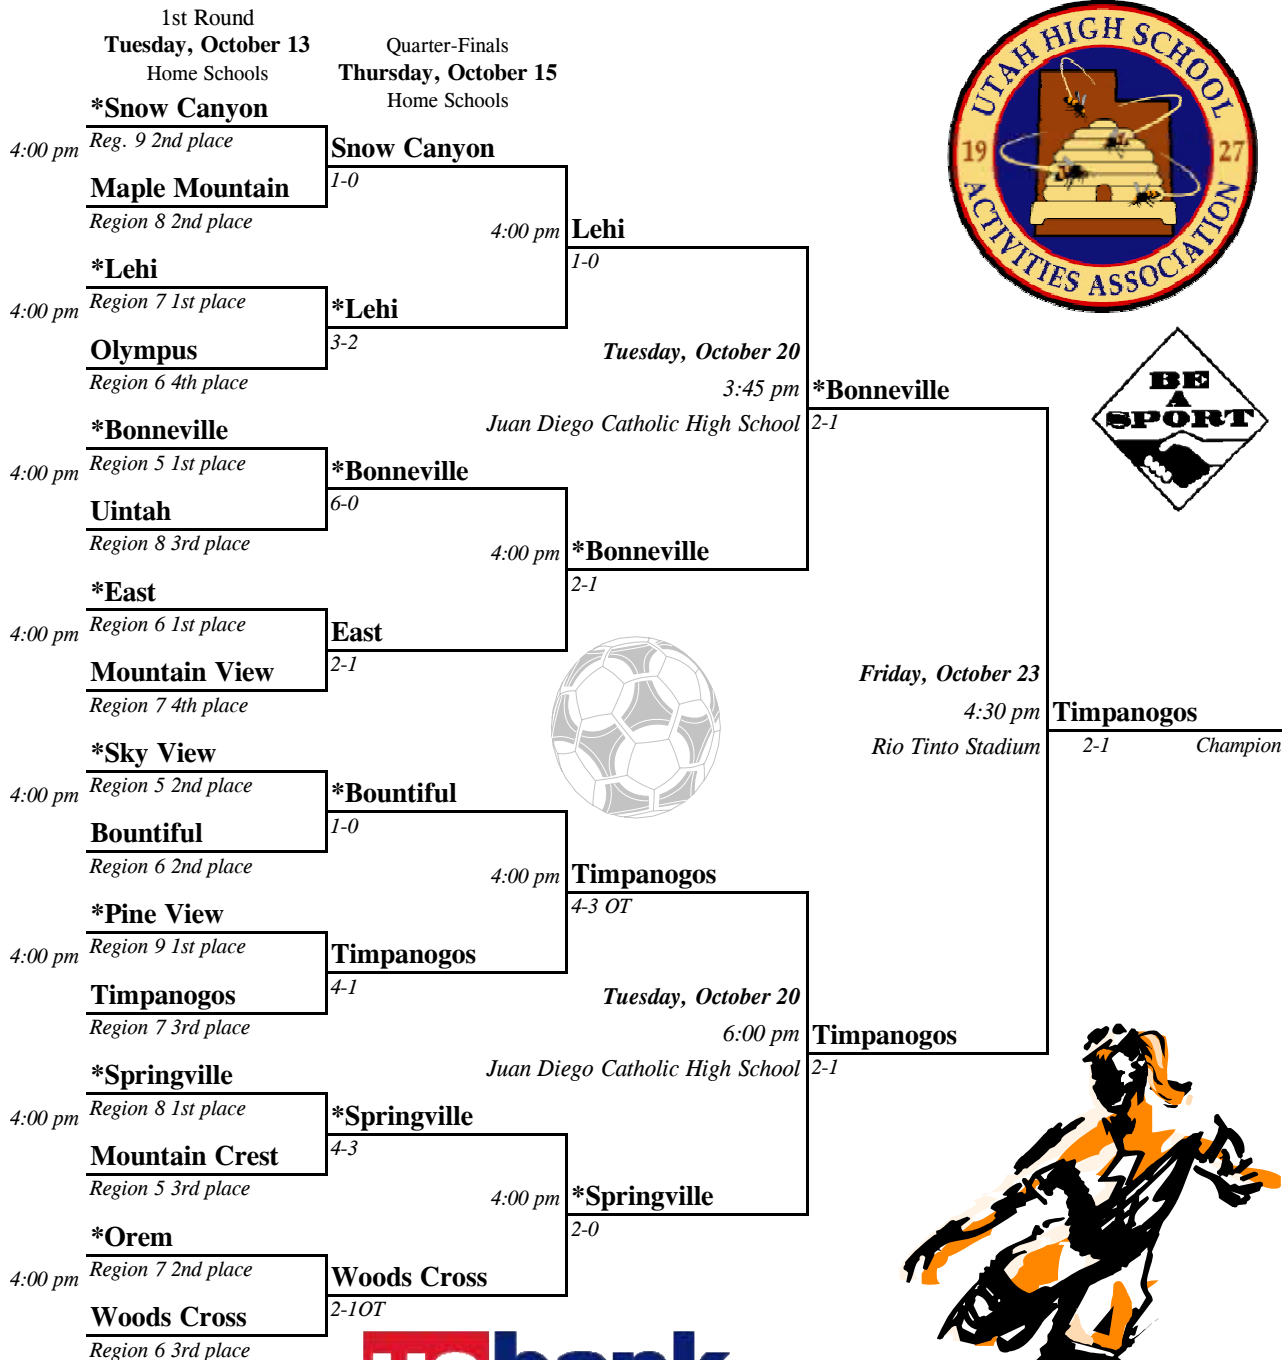 1st Round
Tuesday, October 13
Home Schools
Quarter-Finals
Thursday, October 15
Home Schools
*Snow Canyon
4:00 pm
Reg. 9 2nd place
Maple Mountain
Region 8 2nd place
Snow Canyon
1-0
*Lehi
4:00 pm
Region 7 1st place
Olympus
Region 6 4th place
*Lehi
3-2
4:00 pm
Lehi
1-0
*Bonneville
4:00 pm
Region 5 1st place
Uintah
Region 8 3rd place
*Bonneville
6-0
*East
4:00 pm
Region 6 1st place
Mountain View
Region 7 4th place
East
2-1
4:00 pm
*Bonneville
2-1
Tuesday, October 20
3:45 pm
Juan Diego Catholic High School
*Bonneville
2-1
*Sky View
4:00 pm
Region 5 2nd place
Bountiful
Region 6 2nd place
*Bountiful
1-0
*Pine View
4:00 pm
Region 9 1st place
Timpanogos
Region 7 3rd place
Timpanogos
4-1
4:00 pm
Timpanogos
4-3 OT
*Springville
4:00 pm
Region 8 1st place
Mountain Crest
Region 5 3rd place
*Springville
4-3
*Orem
4:00 pm
Region 7 2nd place
Woods Cross
Region 6 3rd place
Woods Cross
2-1OT
4:00 pm
*Springville
2-0
Tuesday, October 20
6:00 pm
Juan Diego Catholic High School
Timpanogos
2-1
Friday, October 23
4:30 pm
Rio Tinto Stadium
Timpanogos
2-1
Champion
UTAH HIGH SCHOOL
19 27
ACTIVITIES ASSOCIATION
BE
A
SPORT
us bank